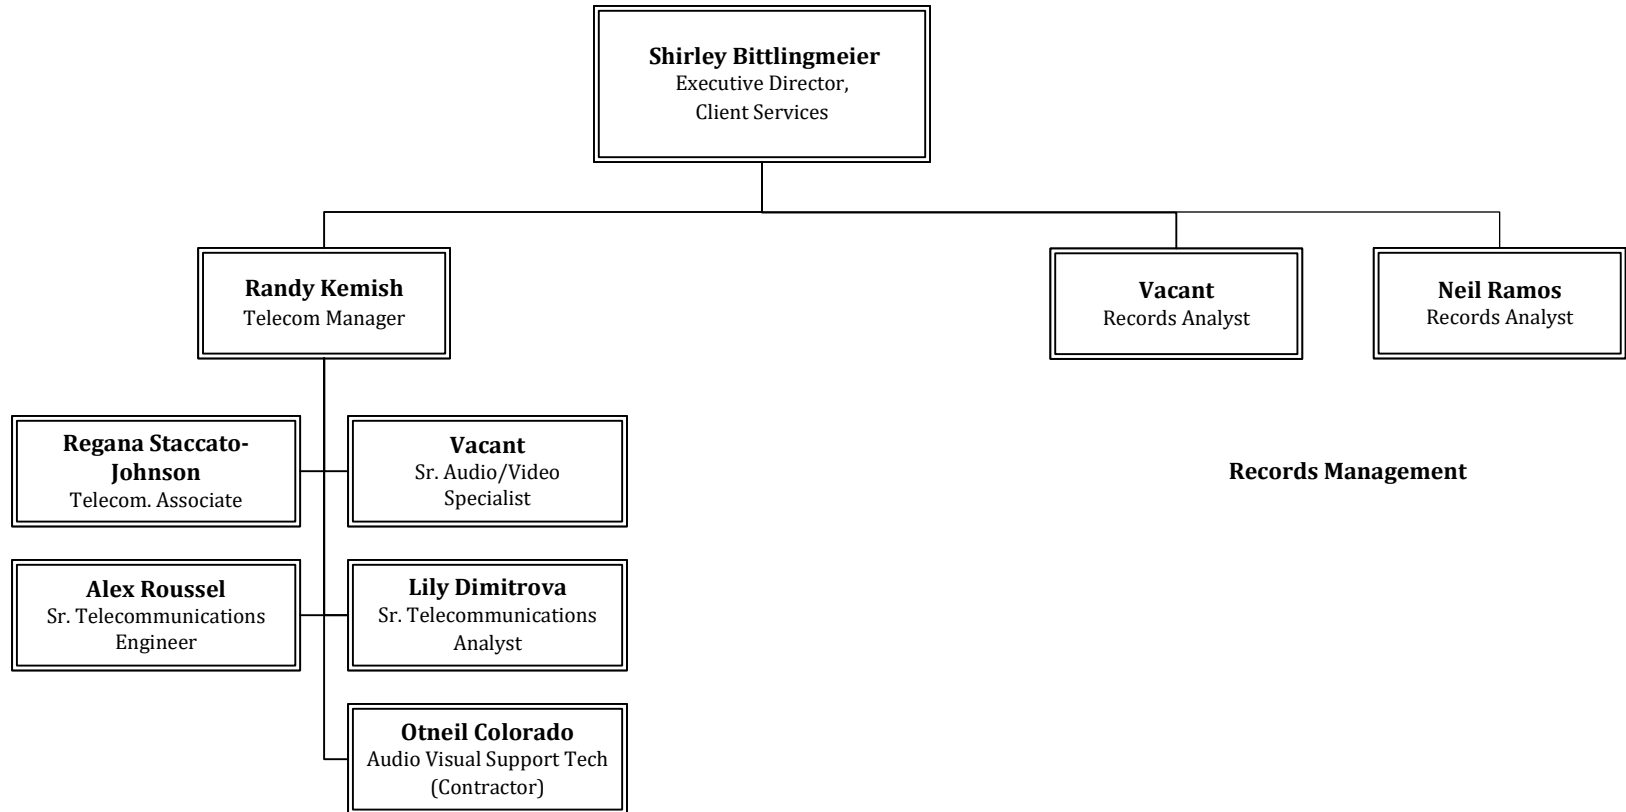 Shirley Bittlingmeier
Executive Director,
Client Services
Randy Kemish
Telecom Manager
Vacant
Records Analyst
Neil Ramos
Records Analyst
Regana Staccato-
Johnson
Telecom. Associate
Vacant
Sr. Audio/Video
Specialist
Records Management
Alex Roussel
Sr. Telecommunications
Engineer
Lily Dimitrova
Sr. Telecommunications
Analyst
Otneil Colorado
Audio Visual Support Tech
(Contractor)